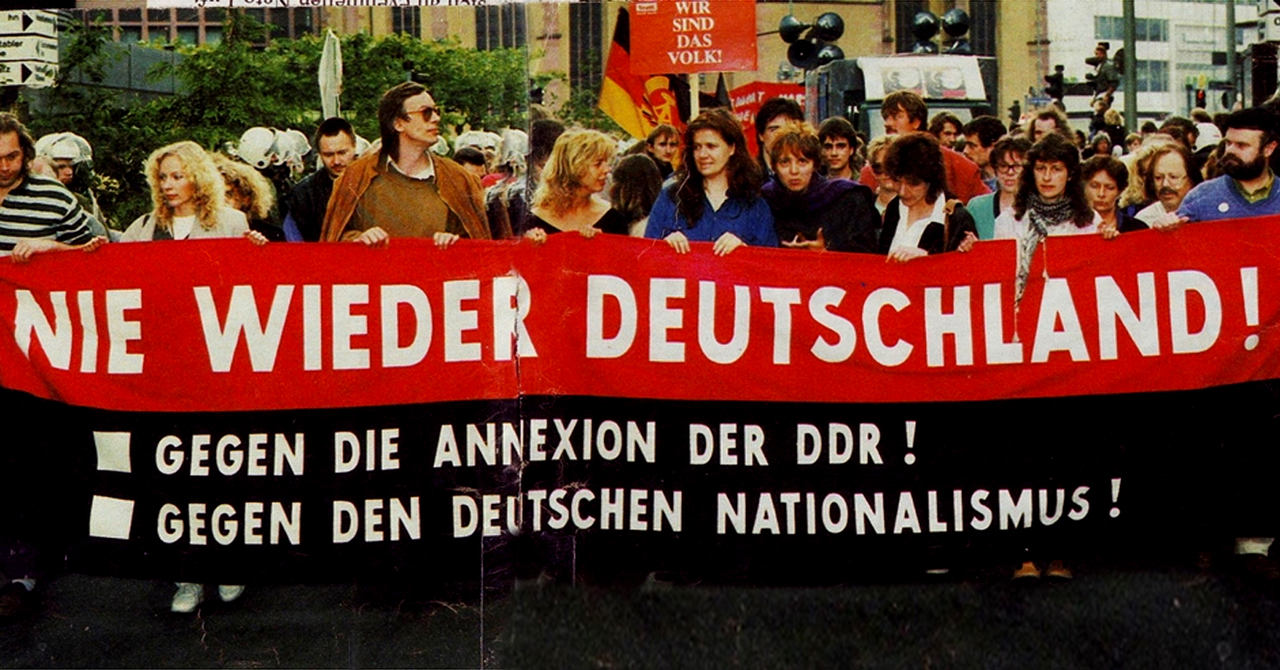 WIR
SIND
DAS
VOLK!
NIE WIEDER DEUTSCHLAND!
GEGEN DIE ANNEXION DER DDR!
GEGEN DEN DEUTSCHEN NATIONALISMUS!